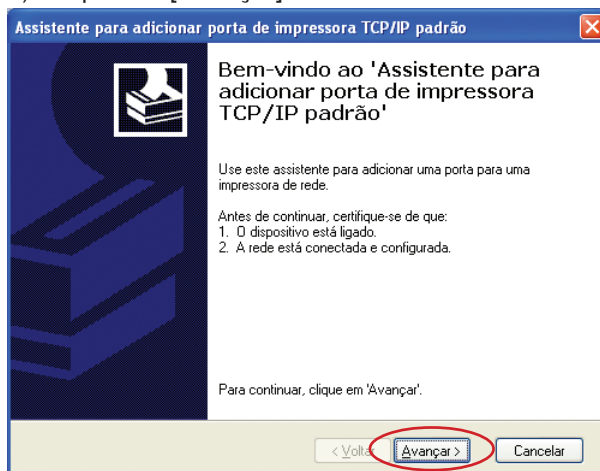 Assistente para adicionar porta de impressora TCP/IP padrão
Bem-vindo ao 'Assistente para
adicionar porta de impressora
TCP/IP padrão'
Use este assistente para adicionar uma porta para uma
impressora de rede.
Antes de continuar, certifique-se de que:
1. O dispositivo está ligado.
2. A rede está conectada e configurada.
Para continuar, clique em 'Avançar'.
< Voltar Avançar > Cancelar